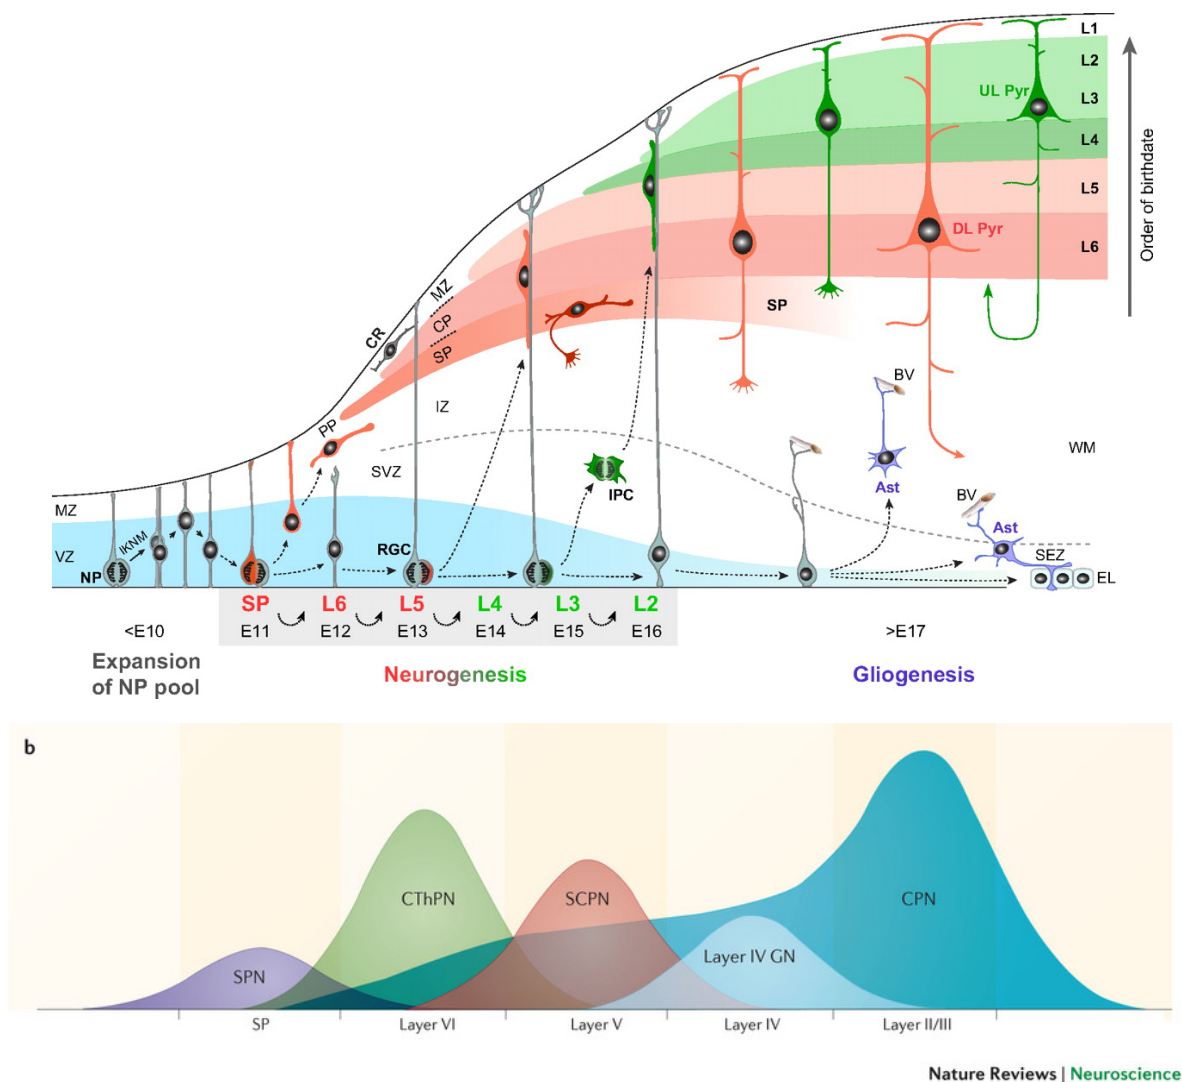 L1
L2
UL Pyr
L3
L4
L5
DL Pyr
L6
Order of birthdate
MZ
CP
SP
CR
SP
IZ
PP
SVZ
IPC
BV
Ast
WM
BV
Ast
SEZ
EL
MZ
VZ
NP
IKNM
RGC
SP L6 L5 L4 L3 L2
<E10 E11 E12 E13 E14 E15 E16 >E17
Expansion
of NP pool
Neurogenesis
Gliogenesis
b
CThPN
SCPN
CPN
Layer IV GN
SPN
SP Layer VI Layer V Layer IV Layer II/III
Nature Reviews | Neuroscience